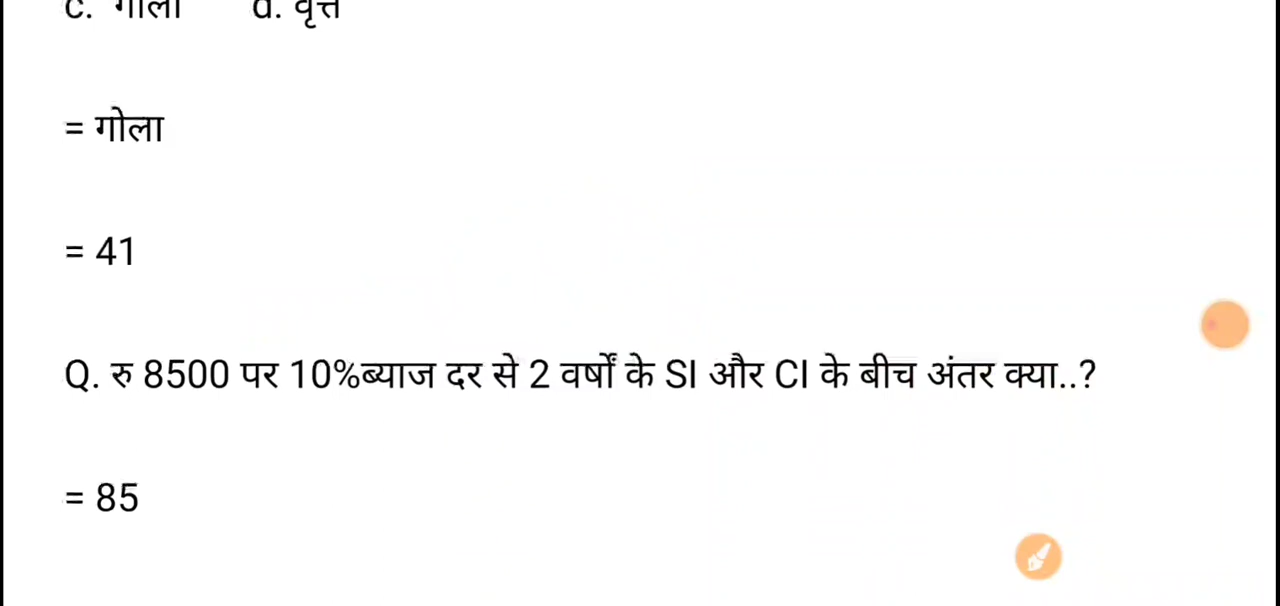 c. गोला d. वृत्त
= गोला
= 41
Q. रु 8500 पर 10%ब्याज दर से 2 वर्षों के SI और CI के बीच अंतर क्या..?
= 85